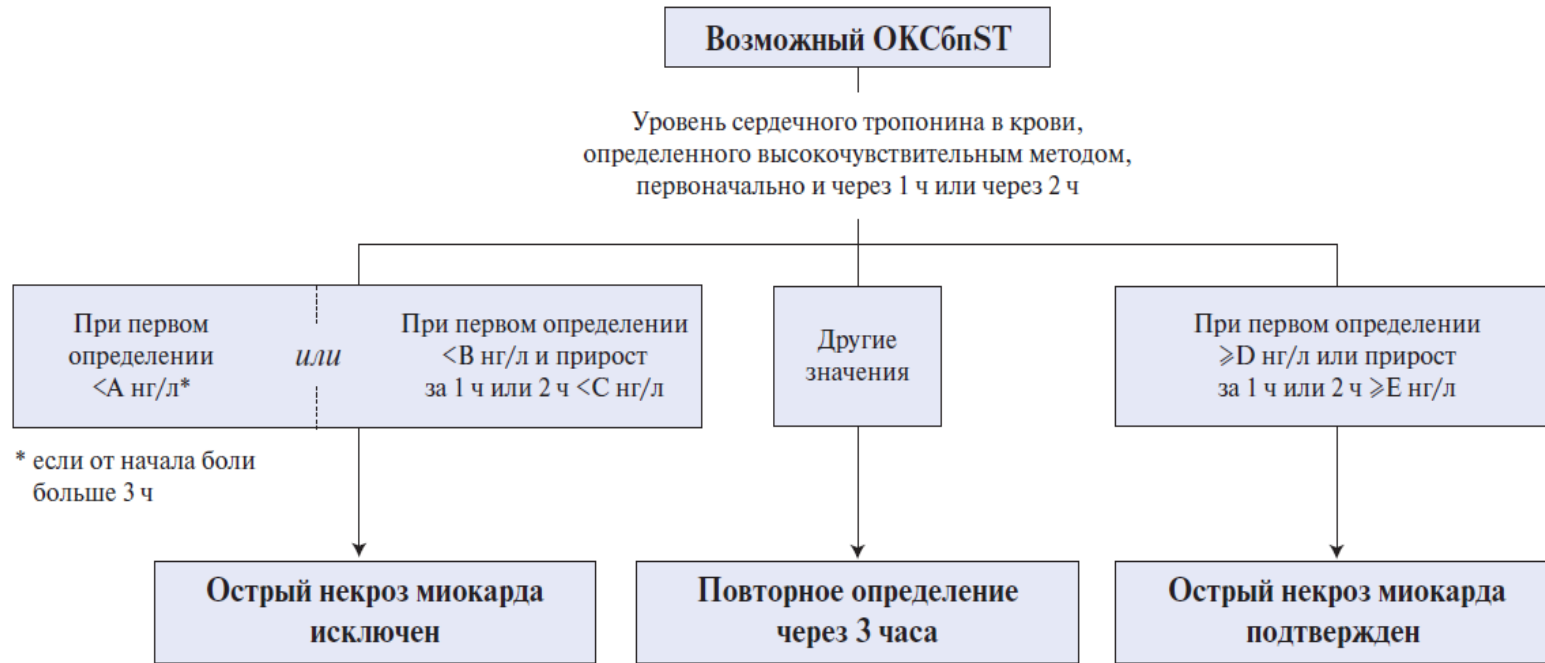 Возможный ОКСбпST
Уровень сердечного тропонина в крови,
определенного высокочувствительным методом,
первоначально и через 1 ч или через 2 ч
При первом
определении
<A нг/л*
или
При первом определении
<B нг/л и прирост
за 1 ч или 2 ч <C нг/л
Другие
значения
При первом определении
⩾D нг/л или прирост
за 1 ч или 2 ч ⩾E нг/л
* если от начала боли
больше 3 ч
Острый некроз миокарда
исключен
Повторное определение
через 3 часа
Острый некроз миокарда
подтвержден